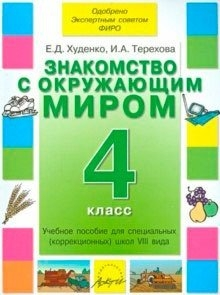 Одобрено
Экспертным советом
ФИРО
Е.Д. Худенко, И.А. Терехова
ЗНАКОМСТВО
С ОКРУЖАЮЩИМ
МИРОМ
4
класс
Учебное пособие для специальных
(коррекционных) школ VIII вида
АРКТИ